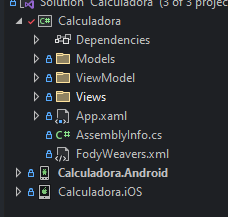 Solution 'Calculadora' (3 of 3 projec
Calculadora
Dependencies
Models
ViewModel
Views
App.xaml
AssemblyInfo.cs
FodyWeavers.xml
Calculadora.Android
Calculadora.iOS